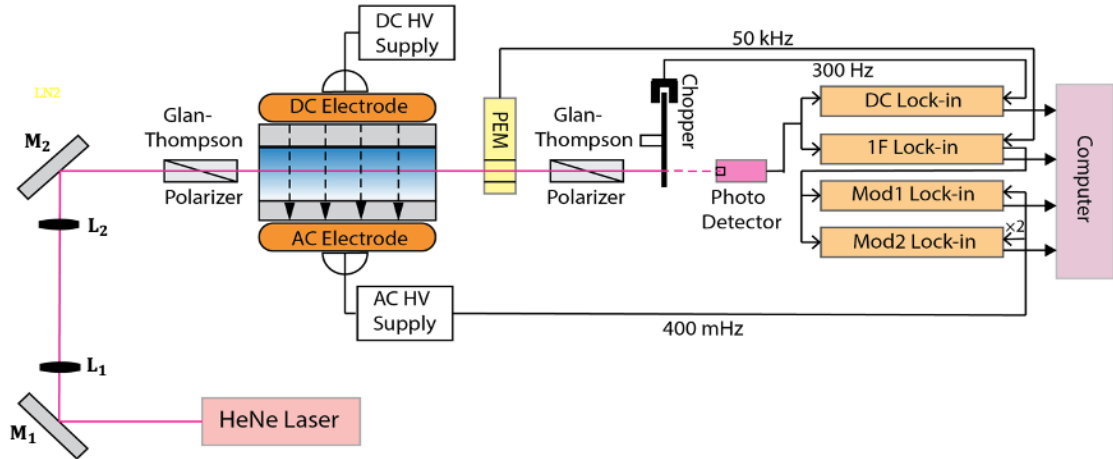 DC HV
Supply
50 kHz
300 Hz
Chopper
LN2
DC Electrode
Glan-
Thompson
PEM
Glan-
Thompson
DC Lock-in
M2
1F Lock-in
Computer
Polarizer
Polarizer
Photo
Detector
Mod1 Lock-in
L2
AC Electrode
Mod2 Lock-in
×2
AC HV
Supply
400 mHz
L1
M1
HeNe Laser